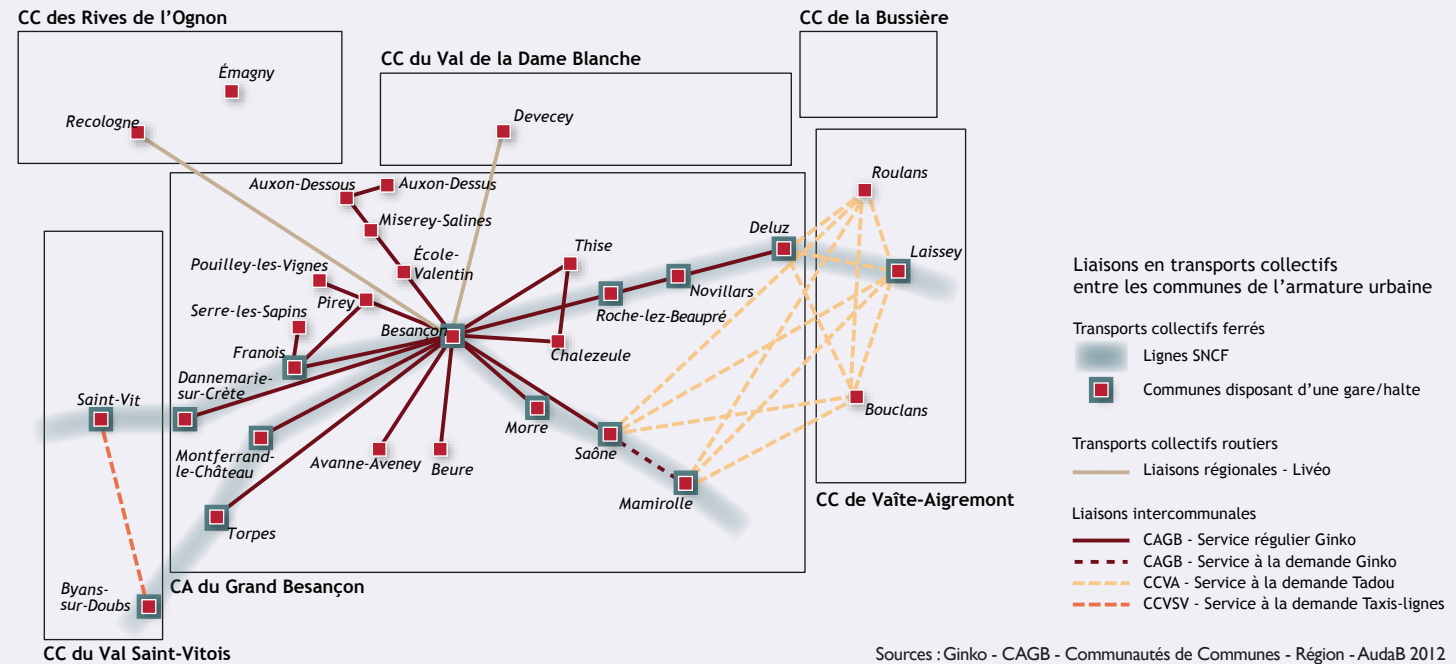 CC des Rives de l’Ognon
CC de la Bussière
CC du Val de la Dame Blanche
Émagny
Recologne
Devecey
Auxon-Dessous
Auxon-Dessus
Roulans
Miserey-Salines
Deluz
Thise
Laissey
École-
Valentin
Pouilley-les-Vignes
Novillars
Pirey
Serre-les-Sapins
Roche-lez-Beaupré
Besançon
Franois
Chalezeule
Dannemarie-
sur-Crète
Saint-Vit
Bouclans
Morre
Montferrand-
le-Château
Avanne-Aveney
Beure
Saône
Mamirolle
CC de Vaîte-Aigremont
Torpes
Byans-
sur-Doubs
CA du Grand Besançon
CC du Val Saint-Vitois
Liaisons en transports collectifs
entre les communes de l’armature urbaine
Transports collectifs ferrés
Lignes SNCF
Communes disposant d’une gare/halte
Transports collectifs routiers
Liaisons régionales - Livéo
Liaisons intercommunales
CAGB - Service régulier Ginko
CAGB - Service à la demande Ginko
CCVA - Service à la demande Tadou
CCVSV - Service à la demande Taxis-lignes
Sources : Ginko - CAGB - Communautés de Communes - Région - AudaB 2012